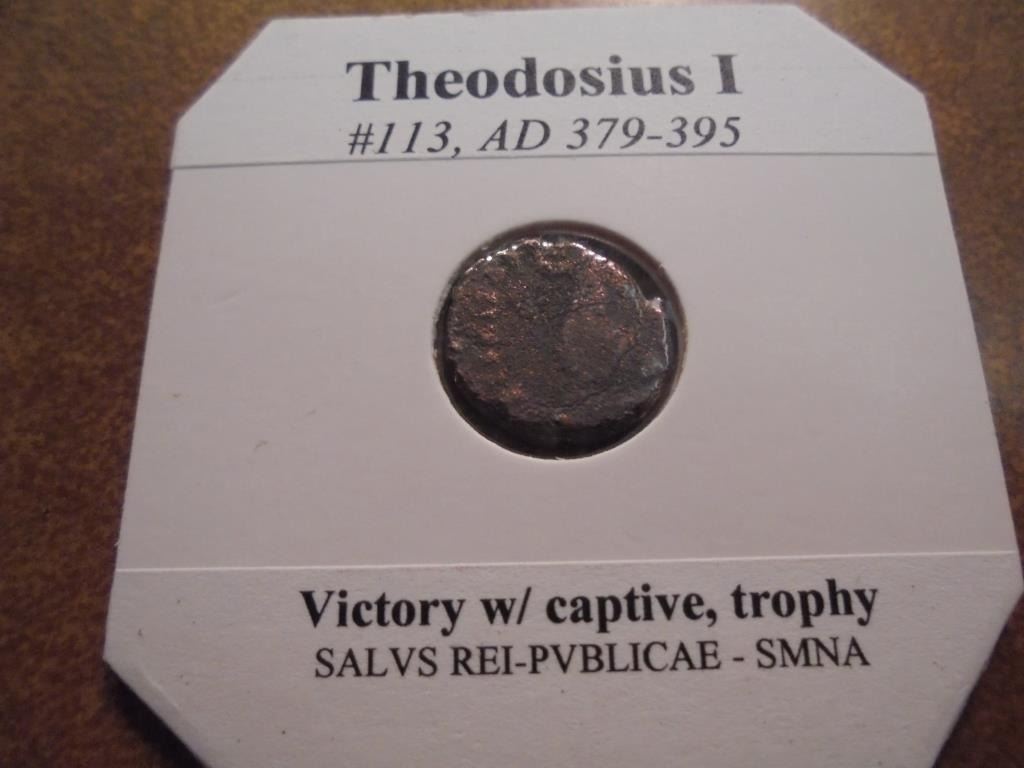 Theodosius I
#113, AD 379-395
Victory w/ captive, trophy
SALVS REI-PVBLICAE - SMNA